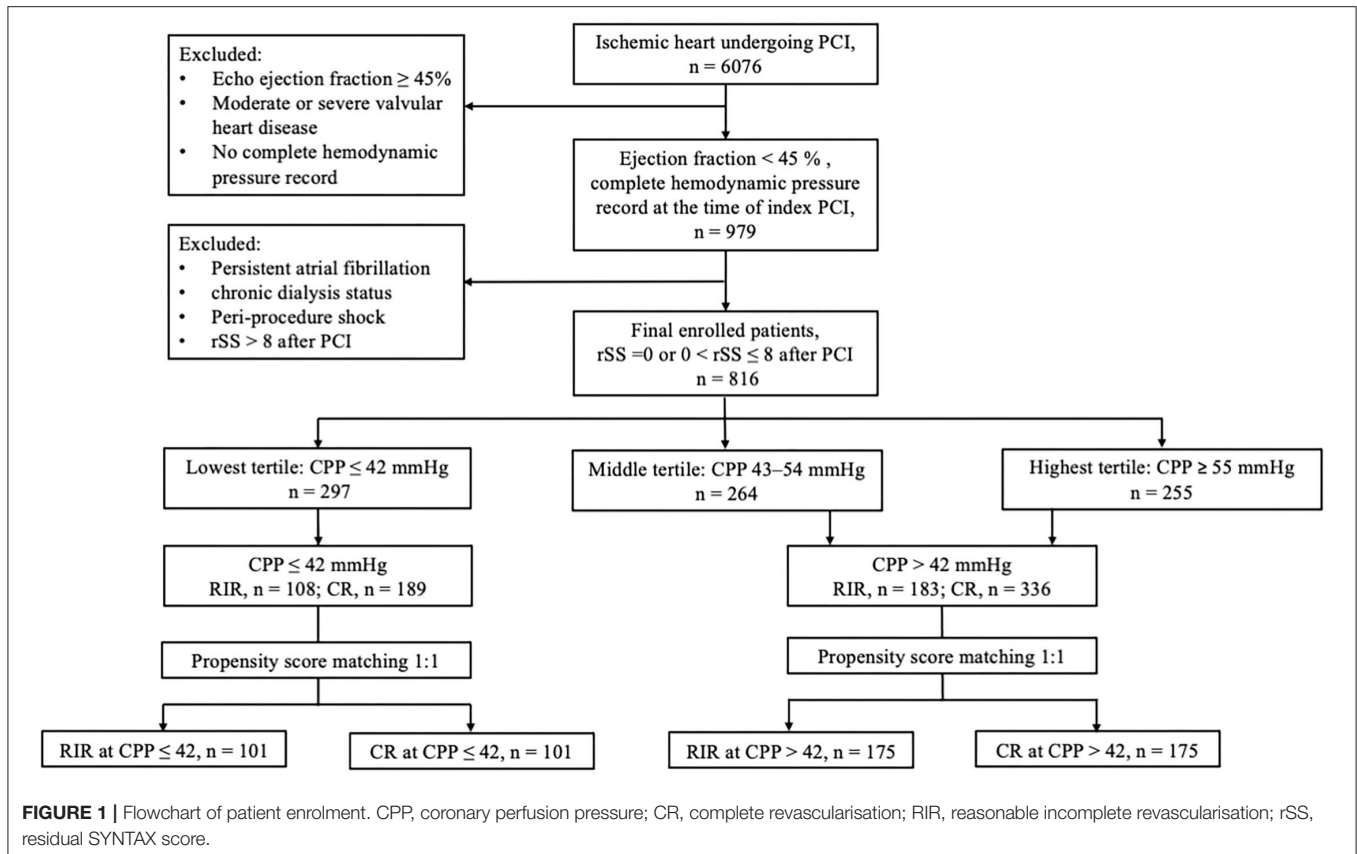 Ischemic heart undergoing PCI,
n = 6076
Excluded:
• Echo ejection fraction ≥ 45%
• Moderate or severe valvular
heart disease
• No complete hemodynamic
pressure record
Ejection fraction < 45 % ,
complete hemodynamic pressure
record at the time of index PCI,
n = 979
Excluded:
• Persistent atrial fibrillation
• chronic dialysis status
• Peri-procedure shock
• rSS > 8 after PCI
Final enrolled patients,
rSS =0 or 0 < rSS ≤ 8 after PCI
n = 816
Lowest tertile: CPP ≤ 42 mmHg
n = 297
Middle tertile: CPP 43–54 mmHg
n = 264
Highest tertile: CPP ≥ 55 mmHg
n = 255
CPP ≤ 42 mmHg
RIR, n = 108; CR, n = 189
CPP > 42 mmHg
RIR, n = 183; CR, n = 336
Propensity score matching 1:1
Propensity score matching 1:1
RIR at CPP ≤ 42, n = 101
CR at CPP ≤ 42, n = 101
RIR at CPP > 42, n = 175
CR at CPP > 42, n = 175
FIGURE 1 | Flowchart of patient enrolment. CPP, coronary perfusion pressure; CR, complete revascularisation; RIR, reasonable incomplete revascularisation; rSS,
residual SYNTAX score.